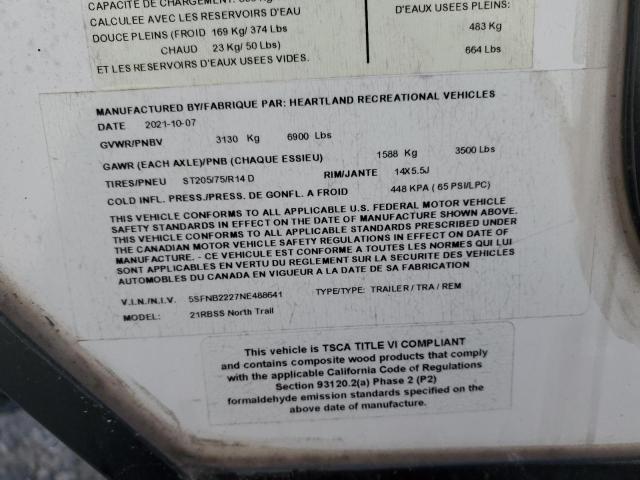 CAPACITÉ DE CHARGEMENT:
CALCULEE AVEC LES RESERVOIRS D'EAU
DOUCE PLEINS (FROID 169 Kg/ 374 Lbs
CHAUD 23 Kg/ 50 Lbs)
ET LES RESERVOIRS D'EAUX USEES VIDES.
D'EAUX USEES PLEINS:
483 Kg
664 Lbs
MANUFACTURED BY/FABRIQUE PAR: HEARTLAND RECREATIONAL VEHICLES
DATE 2021-10-07
GVWR/PNBV 3130 Kg 6900 Lbs
GAWR (EACH AXLE)/PNB (CHAQUE ESSIEU) 1588 Kg 3500 Lbs
TIRES/PNEU ST205/75/R14 D RIM/JANTE 14X5.5J
COLD INFL. PRESS./PRESS. DE GONFL. A FROID 448 KPA ( 65 PSI/LPC)
THIS VEHICLE CONFORMS TO ALL APPLICABLE U.S. FEDERAL MOTOR VEHICLE
SAFETY STANDARDS IN EFFECT ON THE DATE OF MANUFACTURE SHOWN ABOVE.
THIS VEHICLE CONFORMS TO ALL STANDARDS PRESCRIBED UNDER
THE CANADIAN MOTOR VEHICLE SAFETY REGULATIONS IN EFFECT ON DATE OF
MANUFACTURE. - CE VEHICULE EST CONFORME A TOUTES LES NORMES QUI LUI
SONT APPLICABLES EN VERTU DU REGLEMENT SUR LA SECURITE DES VEHICLES
AUTOMOBILES DU CANADA EN VIGUEUR A LA DATE DE SA FABRICATION
V.I.N./N.I.V. 5SFNB2227NE488641 TYPE/TYPE: TRAILER / TRA / REM
MODEL: 21RBSS North Trail
This vehicle is TSCA TITLE VI COMPLIANT
and contains composite wood products that comply
with the applicable California Code of Regulations
Section 93120.2(a) Phase 2 (P2)
formaldehyde emission standards specified on the
above date of manufacture.